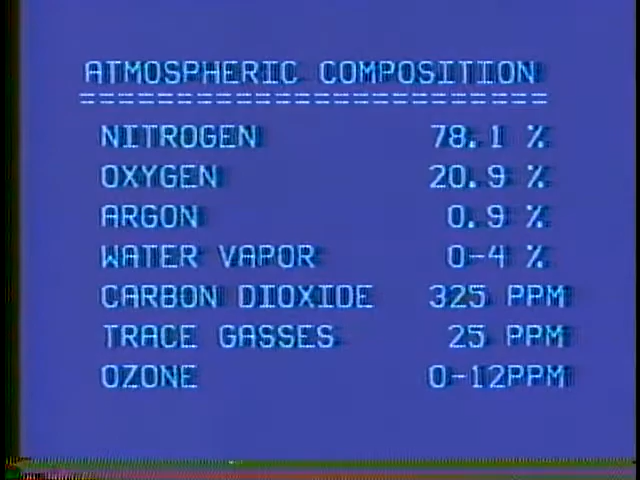 ATMOSPHERIC COMPOSITION
========================
NITROGEN 78.1 %
OXYGEN 20.9 %
ARGON 0.9 %
WATER VAPOR 0-4 %
CARBON DIOXIDE 325 PPM
TRACE GASSES 25 PPM
OZONE 0-12PPM